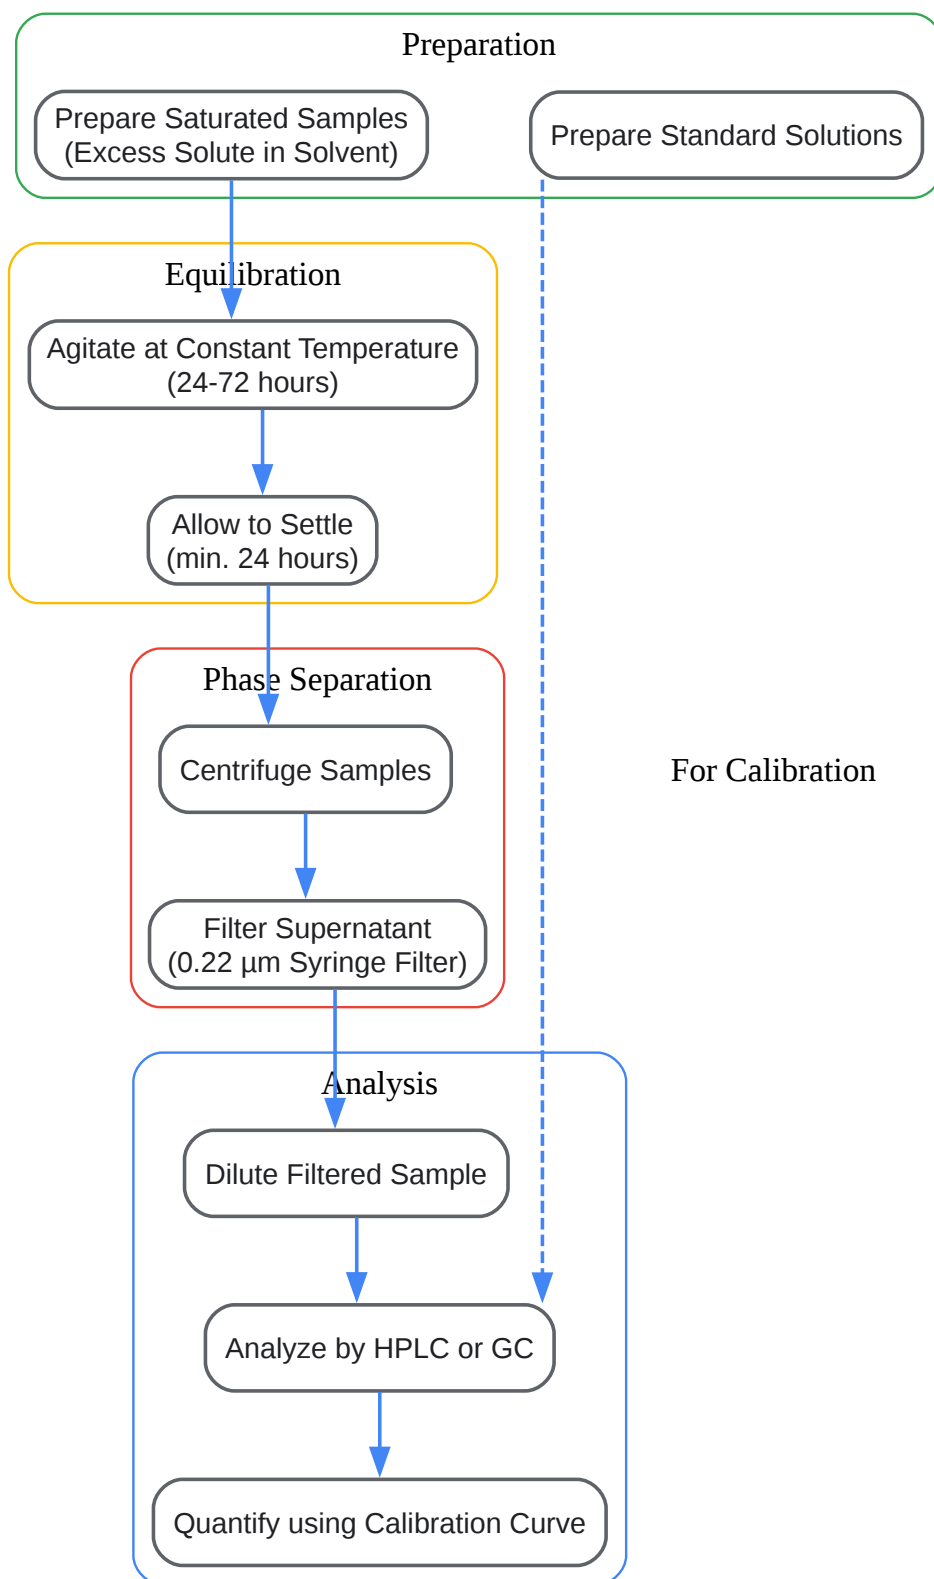 Preparation
Prepare Saturated Samples
(Excess Solute in Solvent)
Prepare Standard Solutions
Equilibration
Agitate at Constant Temperature
(24-72 hours)
Allow to Settle
(min. 24 hours)
Phase Separation
Centrifuge Samples
For Calibration
Filter Supernatant
(0.22 µm Syringe Filter)
Analysis
Dilute Filtered Sample
Analyze by HPLC or GC
Quantify using Calibration Curve